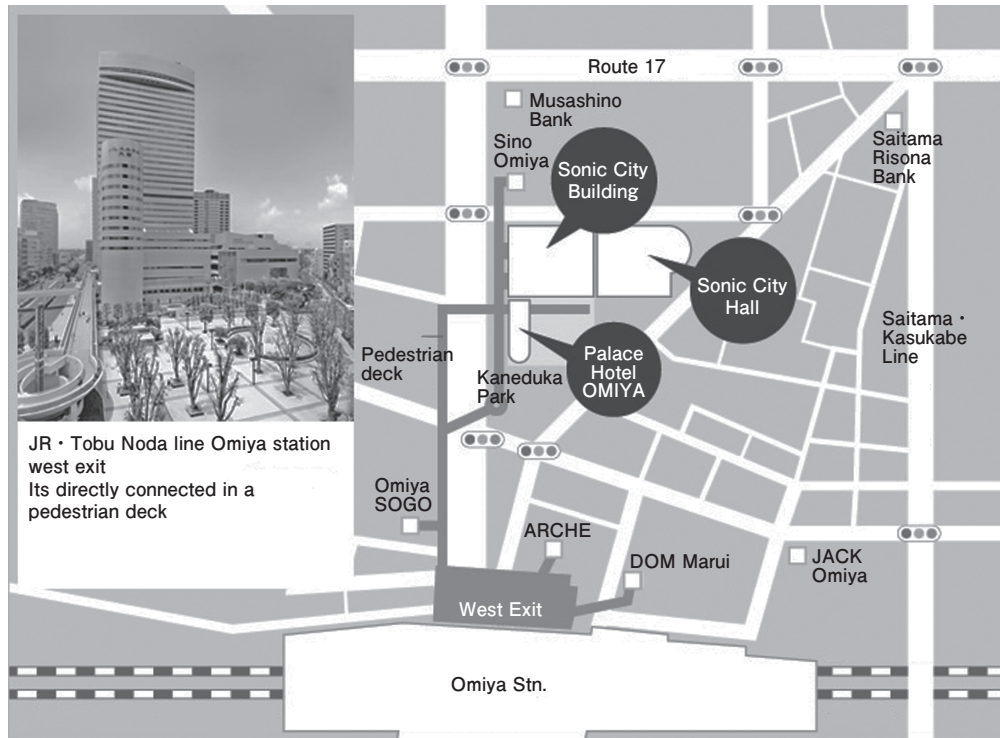 Route 17
Musashino
Bank
Sino
Omiya
Sonic City
Building
Saitama
Risona
Bank
Sonic City
Hall
Saitama・
Kasukabe
Line
Pedestrian
deck
Palace
Hotel
OMIYA
Kaneduka
Park
JR・Tobu Noda line Omiya station
west exit
Its directly connected in a
pedestrian deck
Omiya
SOGO
ARCHE
DOM Marui
JACK
Omiya
West Exit
Omiya Stn.